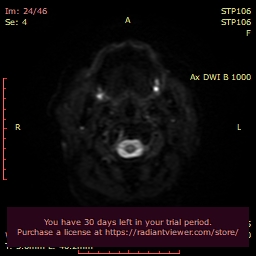 Im: 24/46
Se: 4
A
STP106
STP106
F
Ax DWI B 1000
R
L
You have 30 days left in your trial period.
Purchase a license at https://radiantviewer.com/store/